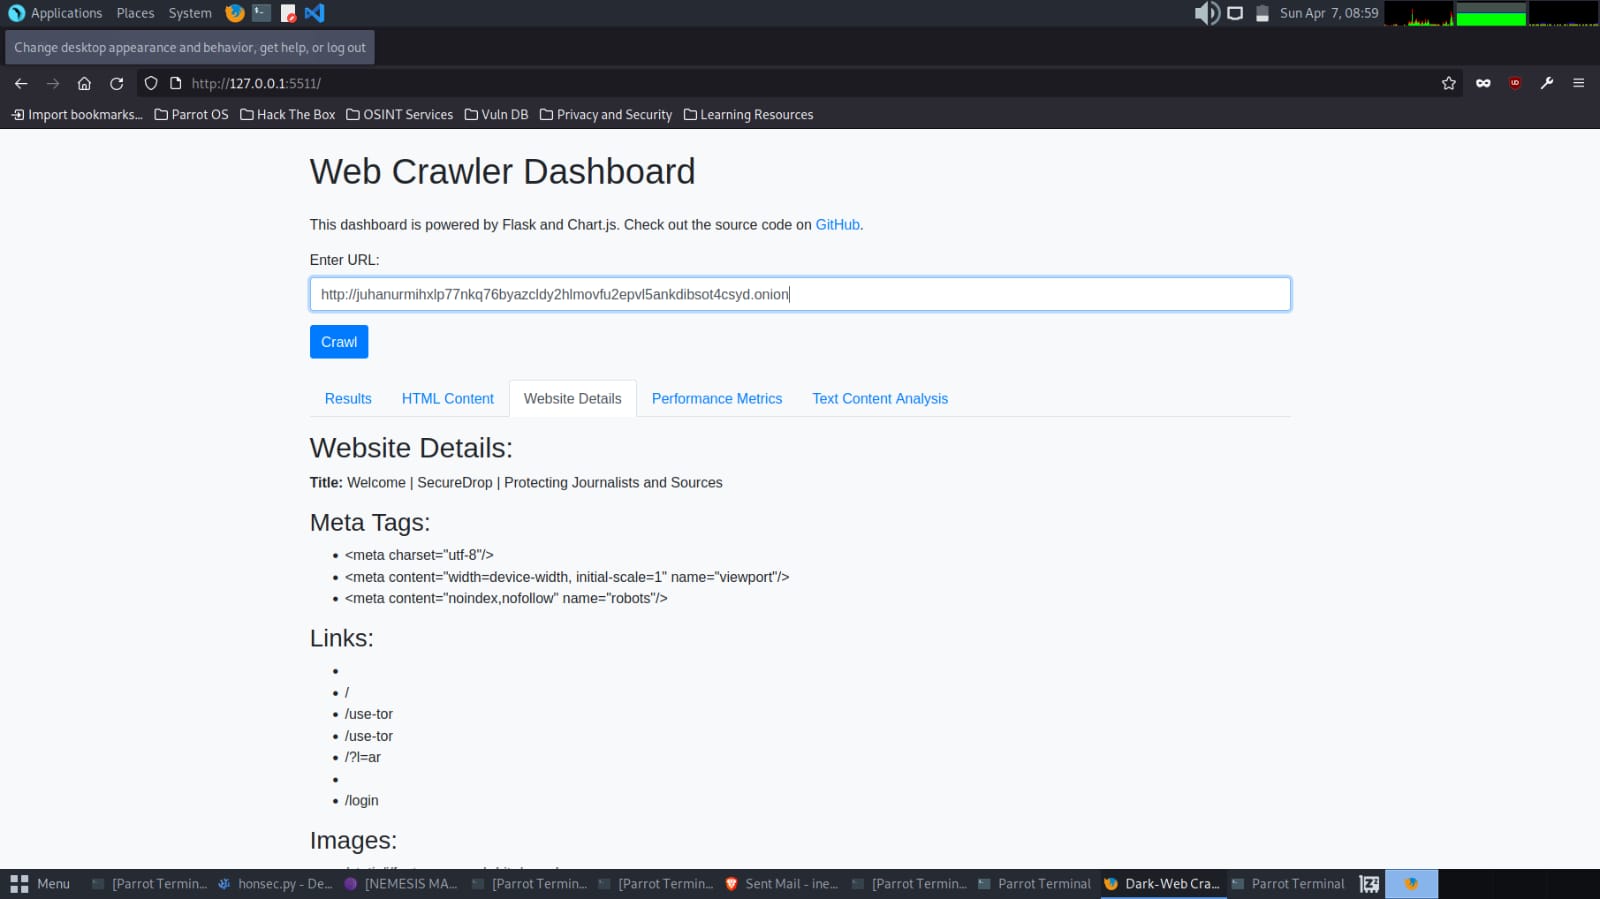 Applications Places System
Sun Apr 7, 08:59
Change desktop appearance and behavior, get help, or log out
http://127.0.0.1:5511/
Import bookmarks... Parrot OS Hack The Box OSINT Services Vuln DB Privacy and Security Learning Resources
Web Crawler Dashboard
This dashboard is powered by Flask and Chart.js. Check out the source code on GitHub.
Enter URL:
http://juhanurmihxlp77nkq76byazcldy2hlmovfu2epvl5ankdibsot4csyd.onion
Crawl
Results HTML Content Website Details Performance Metrics Text Content Analysis
Website Details:
Title: Welcome | SecureDrop | Protecting Journalists and Sources
Meta Tags:
• <meta charset="utf-8"/>
• <meta content="width=device-width, initial-scale=1" name="viewport"/>
• <meta content="noindex,nofollow" name="robots"/>
Links:
•
• /
• /use-tor
• /use-tor
• /?l=ar
•
• /login
Images:
Menu [Parrot Termin... honsec.py - De... [NEMESIS MA... [Parrot Termin... [Parrot Termin... Sent Mail - ine... [Parrot Termin... Parrot Terminal Dark-Web Cra... Parrot Terminal